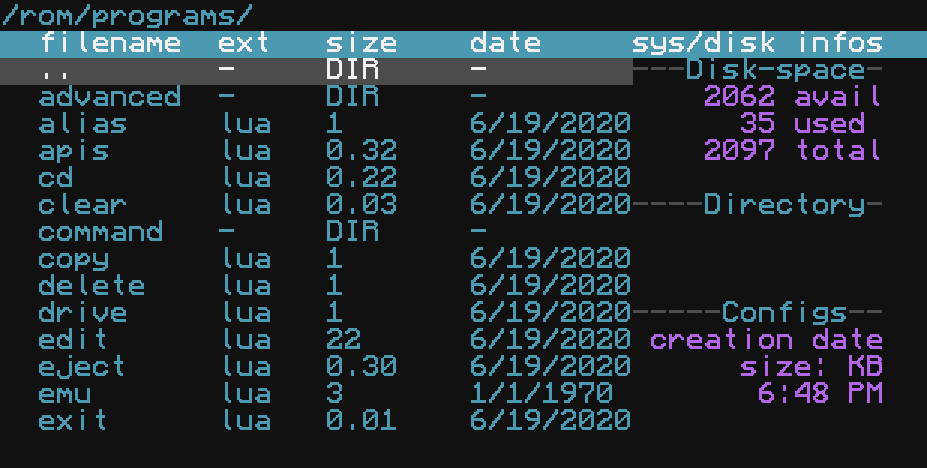 /rom/programs/
filename ext size date sys/disk infos
.. - DIR - ---Disk-space-
advanced - DIR - 2062 avail
alias lua 1 6/19/2020 35 used
apis lua 0.32 6/19/2020 2097 total
cd lua 0.22 6/19/2020
clear lua 0.03 6/19/2020----Directory-
command - DIR -
copy lua 1 6/19/2020
delete lua 1 6/19/2020
drive lua 1 6/19/2020-----Configs--
edit lua 22 6/19/2020 creation date
eject lua 0.30 6/19/2020 size: KB
emu lua 3 1/1/1970 6:48 PM
exit lua 0.01 6/19/2020